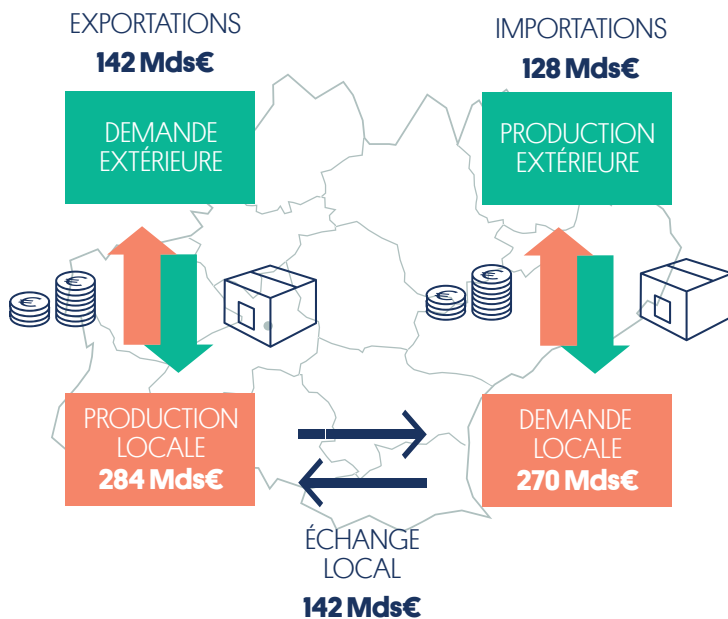 EXPORTATIONS
142 Mds€
DEMANDE
EXTÉRIEURE
IMPORTATIONS
128 Mds€
PRODUCTION
EXTÉRIEURE
€
€
€
€
PRODUCTION
LOCALE
284 Mds€
DEMANDE
LOCALE
270 Mds€
ÉCHANGE
LOCAL
142 Mds€